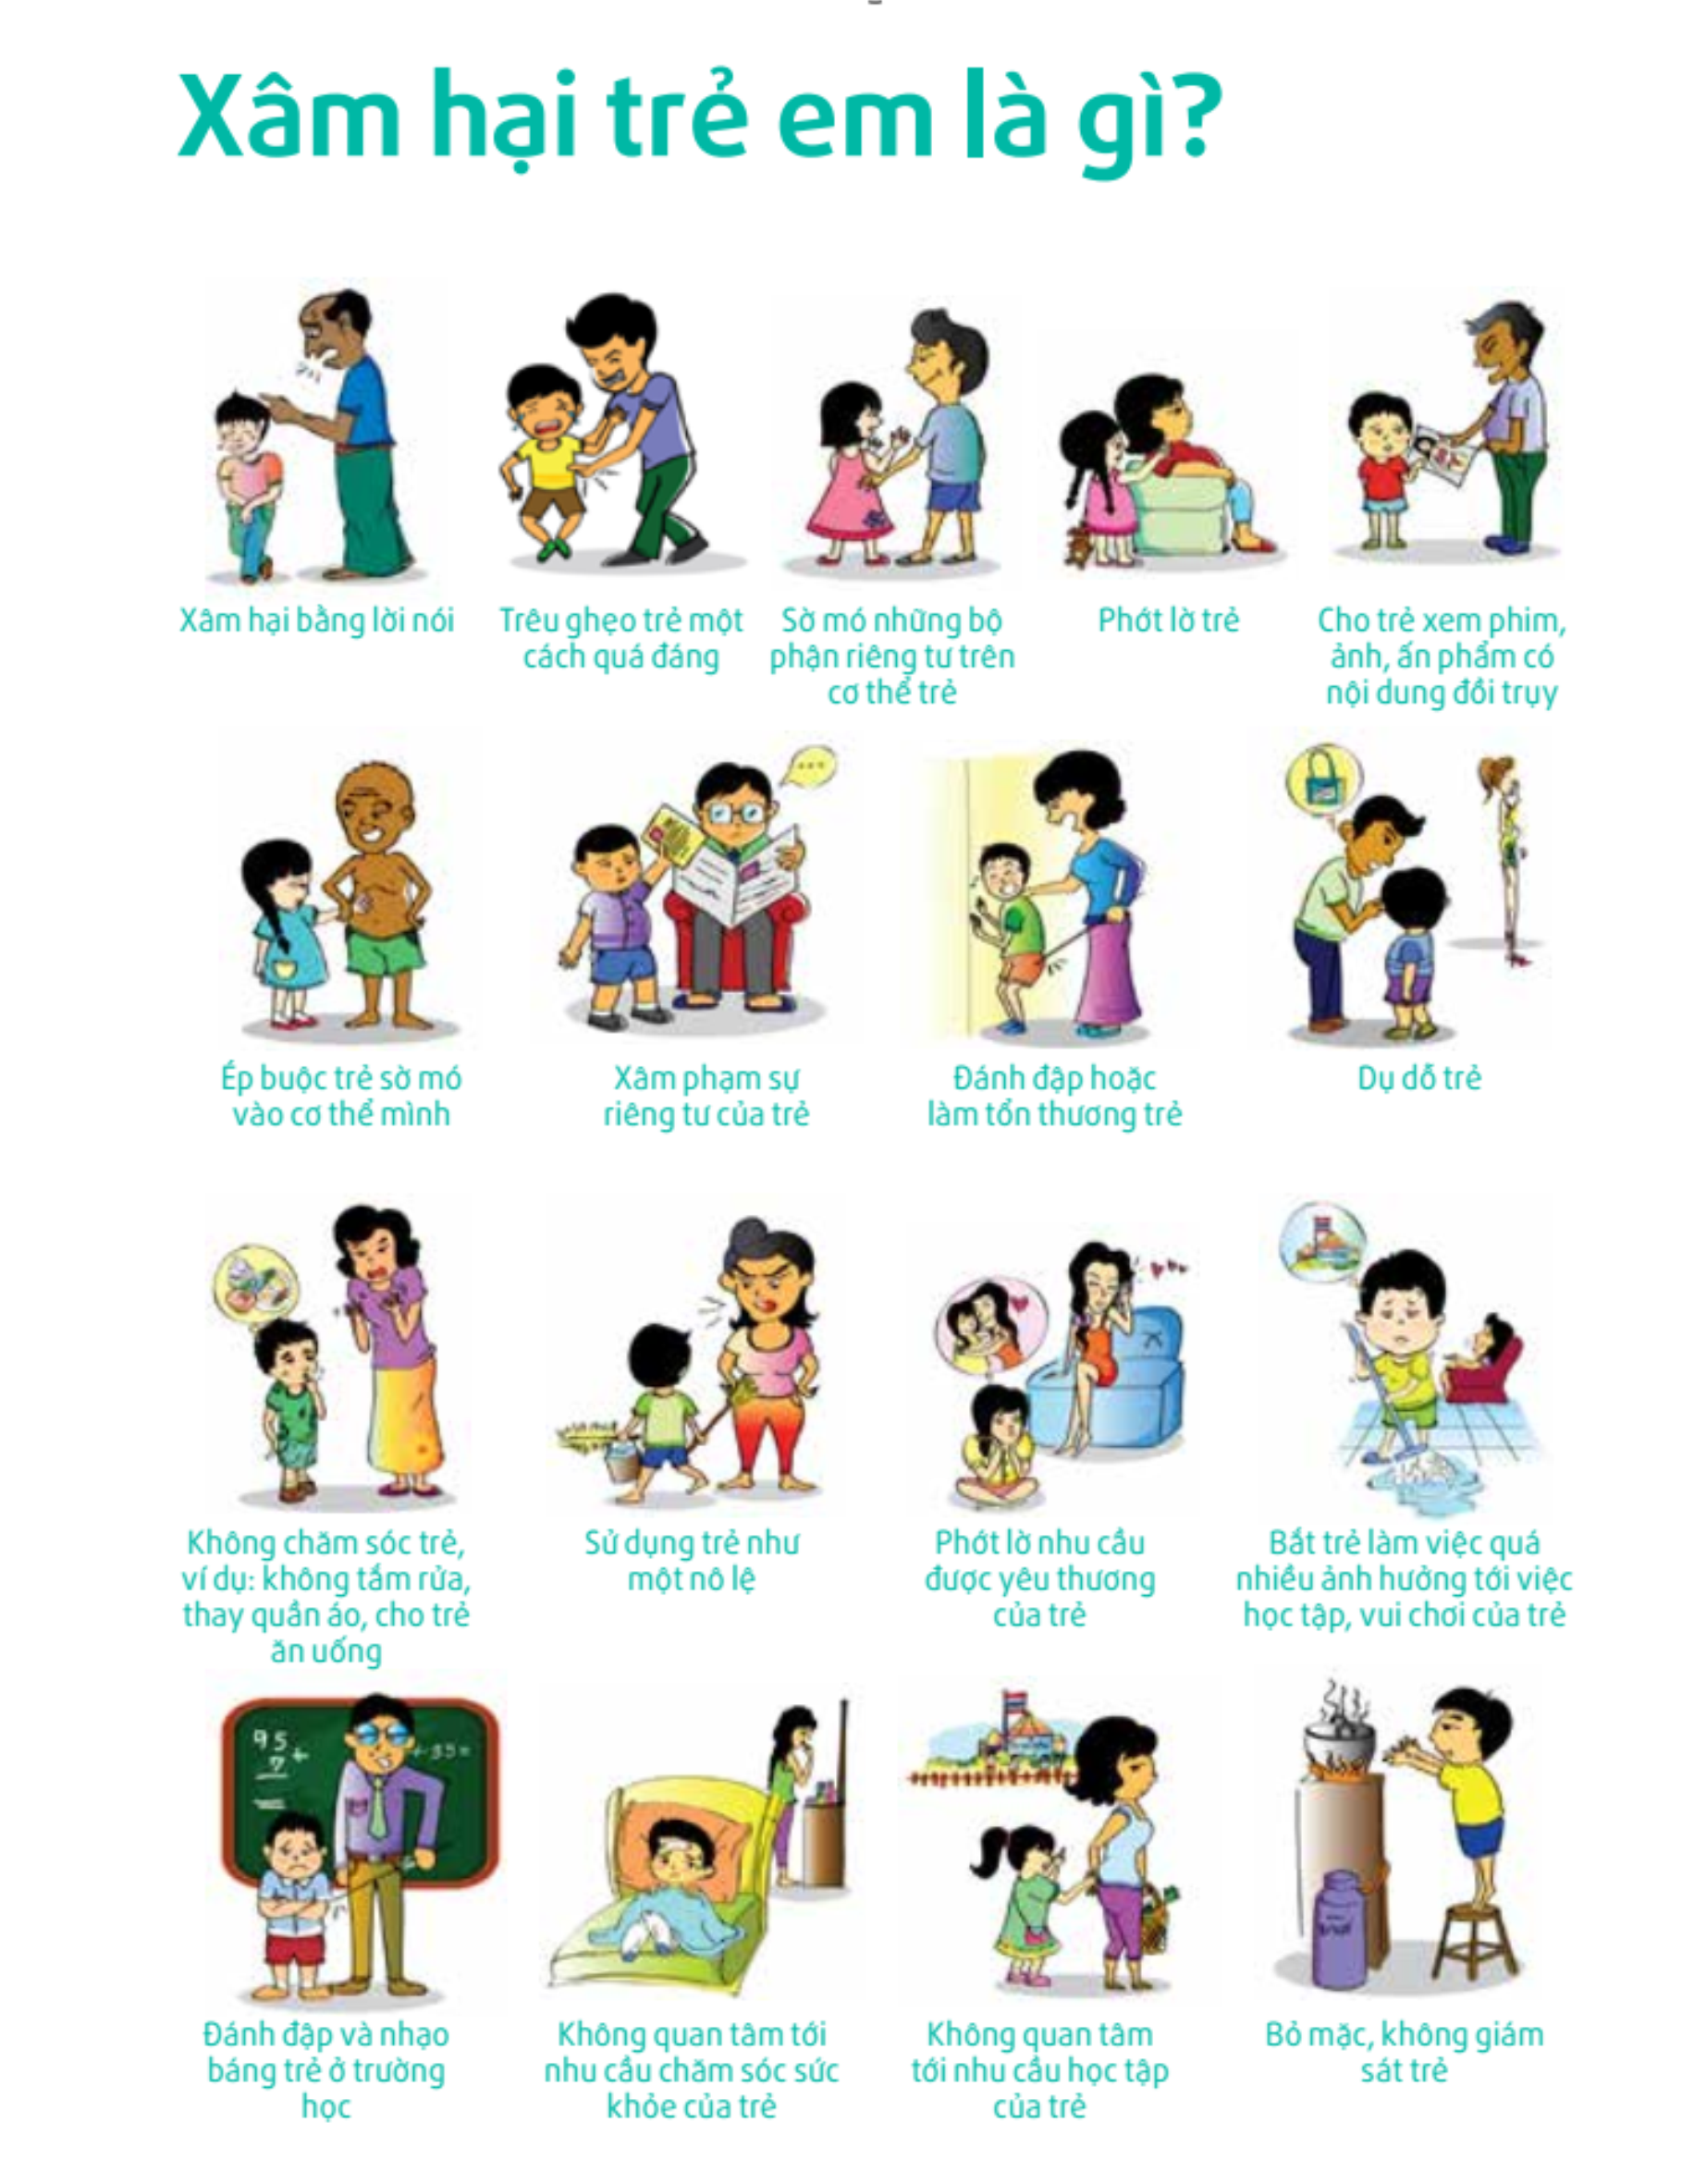 Xâm hại trẻ em là gì?
Xâm hại bằng lời nói
Trêu ghẹo trẻ một
cách quá đáng
Sờ mó những bộ
phận riêng tư trên
cơ thể trẻ
Phớt lờ trẻ
Cho trẻ xem phim,
ảnh, ấn phẩm có
nội dung đồi trụy
Ép buộc trẻ sờ mó
vào cơ thể mình
Xâm phạm sự
riêng tư của trẻ
Đánh đập hoặc
làm tổn thương trẻ
Dụ dỗ trẻ
Không chăm sóc trẻ,
ví dụ: không tắm rửa,
thay quần áo, cho trẻ
ăn uống
Sử dụng trẻ như
một nô lệ
Phớt lờ nhu cầu
được yêu thương
của trẻ
Bắt trẻ làm việc quá
nhiều ảnh hưởng tới việc
học tập, vui chơi của trẻ
95
7 +
Đánh đập và nhạo
báng trẻ ở trường
học
Không quan tâm tới
nhu cầu chăm sóc sức
khỏe của trẻ
Không quan tâm
tới nhu cầu học tập
của trẻ
Bỏ mặc, không giám
sát trẻ